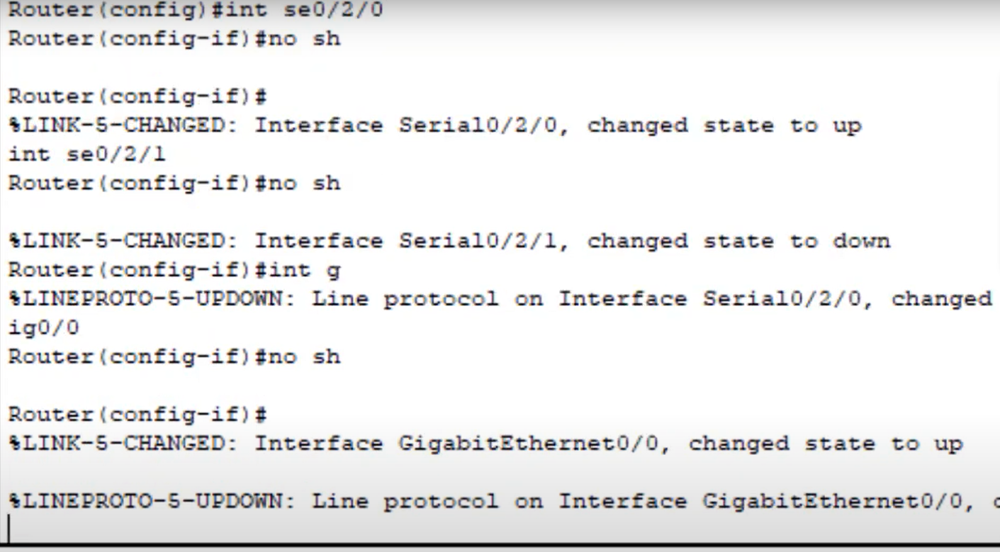 Router(config)#int se0/2/0
Router(config-if)#no sh
Router(config-if)#
%LINK-5-CHANGED: Interface Serial0/2/0, changed state to up
int se0/2/1
Router(config-if)#no sh
%LINK-5-CHANGED: Interface Serial0/2/1, changed state to down
Router(config-if)#int g
%LINEPROTO-5-UPDOWN: Line protocol on Interface Serial0/2/0, changed
ig0/0
Router(config-if)#no sh
Router(config-if)#
%LINK-5-CHANGED: Interface GigabitEthernet0/0, changed state to up
%LINEPROTO-5-UPDOWN: Line protocol on Interface GigabitEthernet0/0,